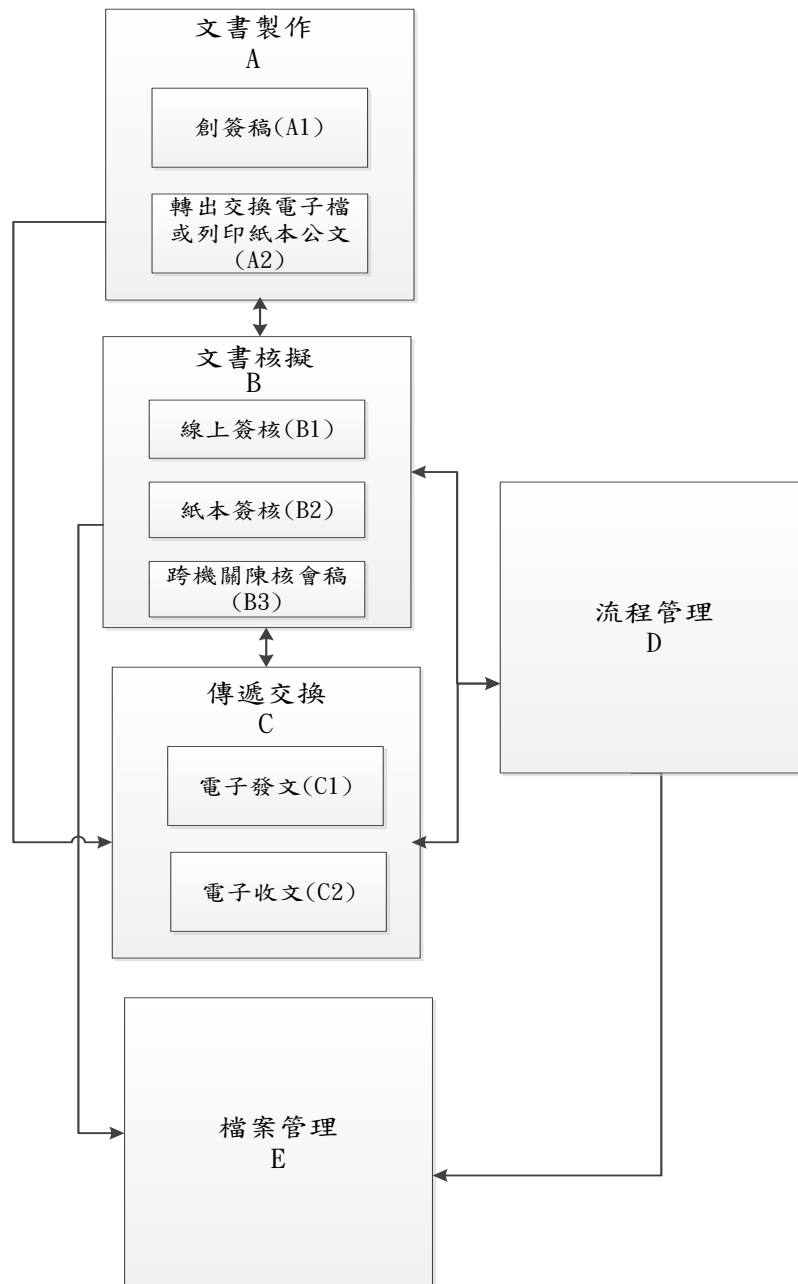 文書製作
A
創簽稿(A1)
轉出交換電子檔
或列印紙本公文
(A2)
文書核擬
B
線上簽核(B1)
紙本簽核(B2)
跨機關陳核會稿
(B3)
傳遞交換
C
電子發文(C1)
電子收文(C2)
流程管理
D
檔案管理
E